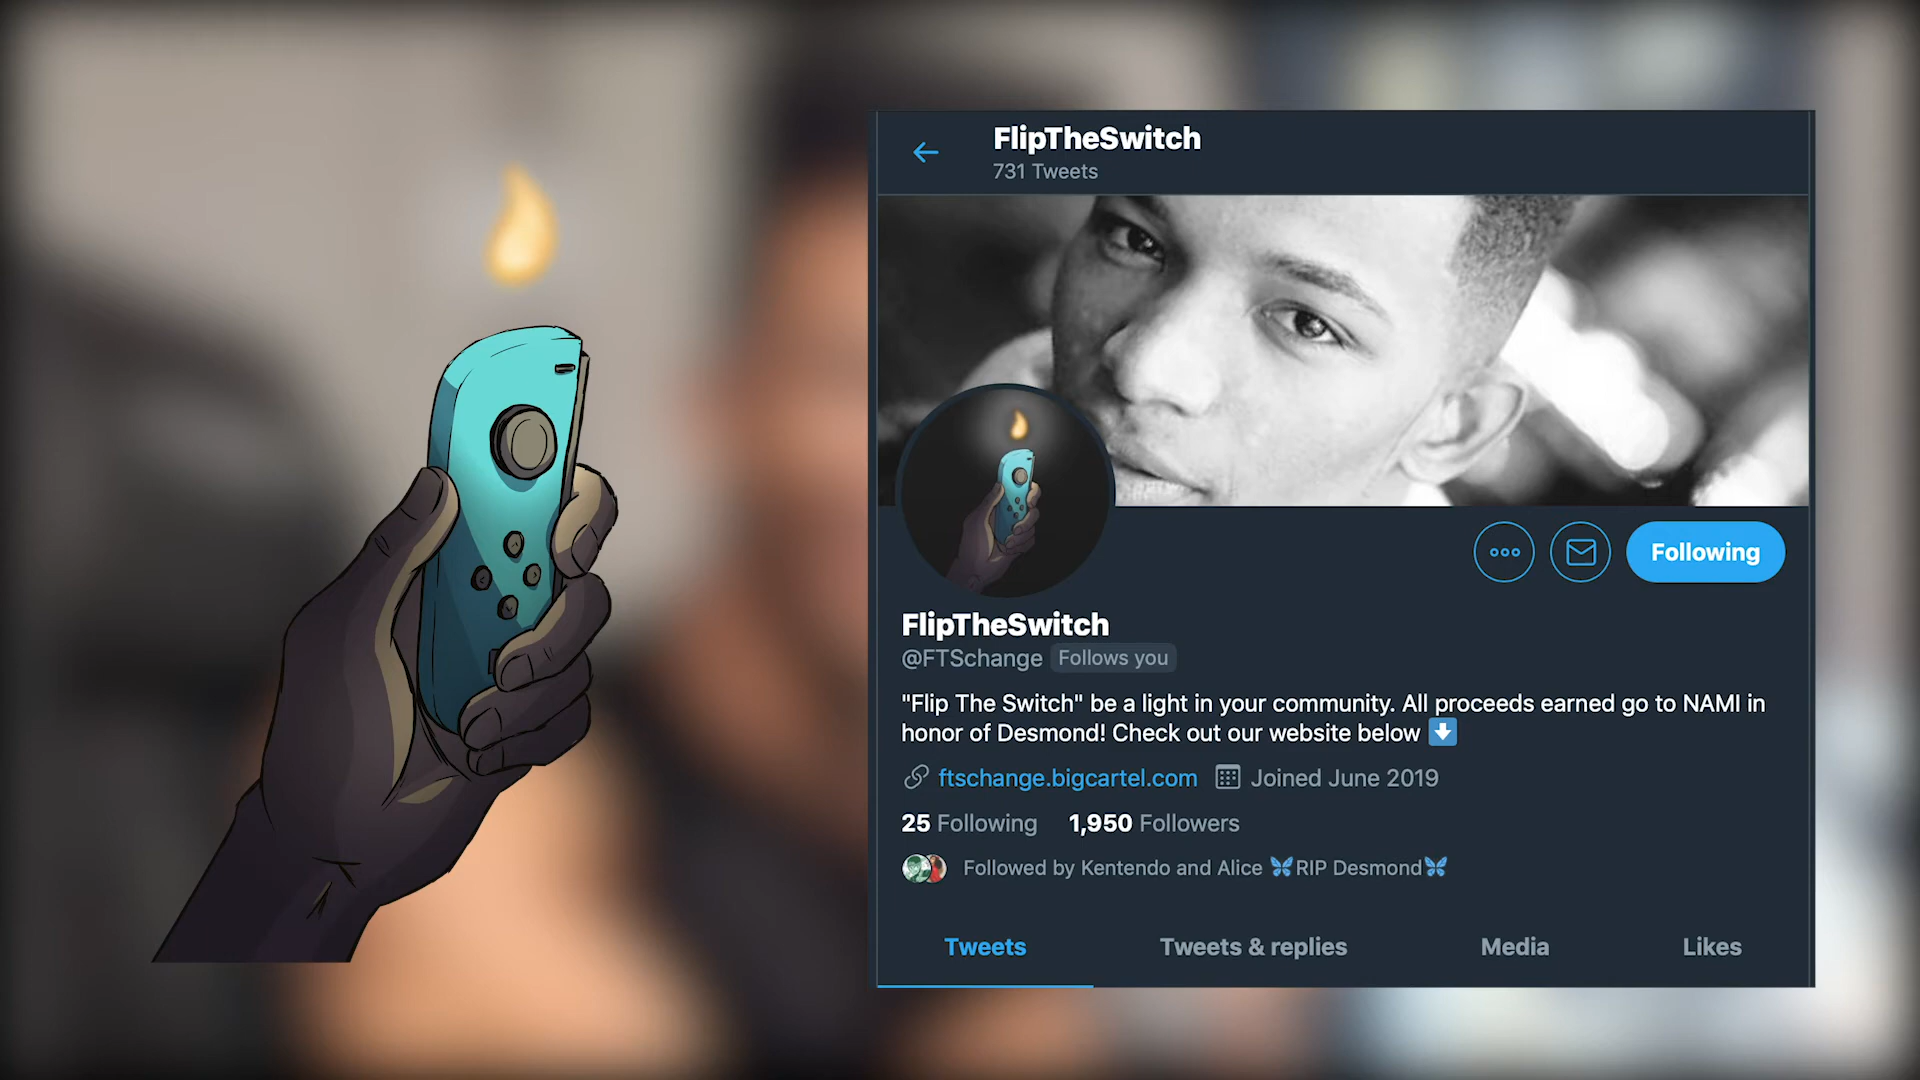 FlipTheSwitch
731 Tweets
Following
FlipTheSwitch
@FTSchange Follows you
"Flip The Switch" be a light in your community. All proceeds earned go to NAMI in
honor of Desmond! Check out our website below ⬇️
ftschange.bigcartel.com Joined June 2019
25 Following 1,950 Followers
Followed by Kentendo and Alice 🦋RIP Desmond🦋
Tweets Tweets & replies Media Likes